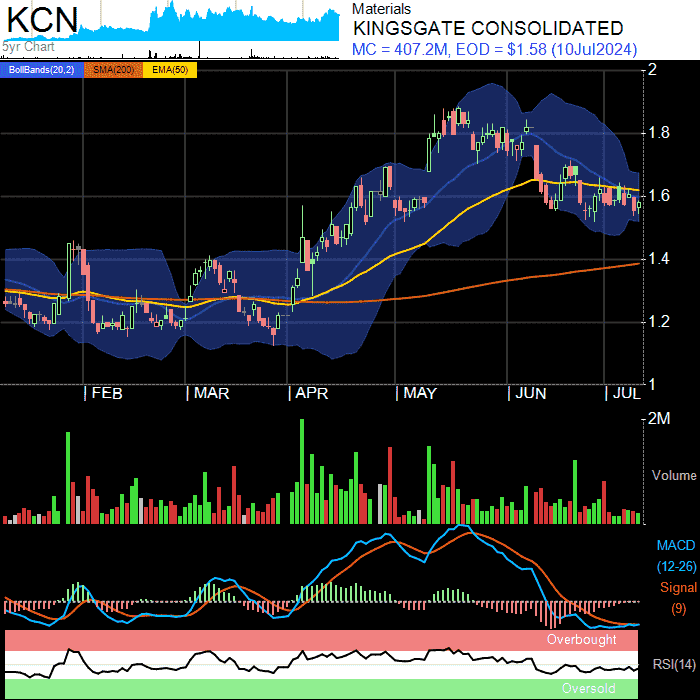 KCN
5yr Chart
Materials
KINGSGATE CONSOLIDATED
MC = 407.2M, EOD = $1.58 (10Jul2024)
BollBands(20,2) SMA(200) EMA(50)
2
1.8
1.6
1.4
1.2
1
| FEB | MAR | APR | MAY | JUN | JUL
2M
Volume
MACD
(12-26)
Signal
(9)
Overbought
RSI(14)
Oversold